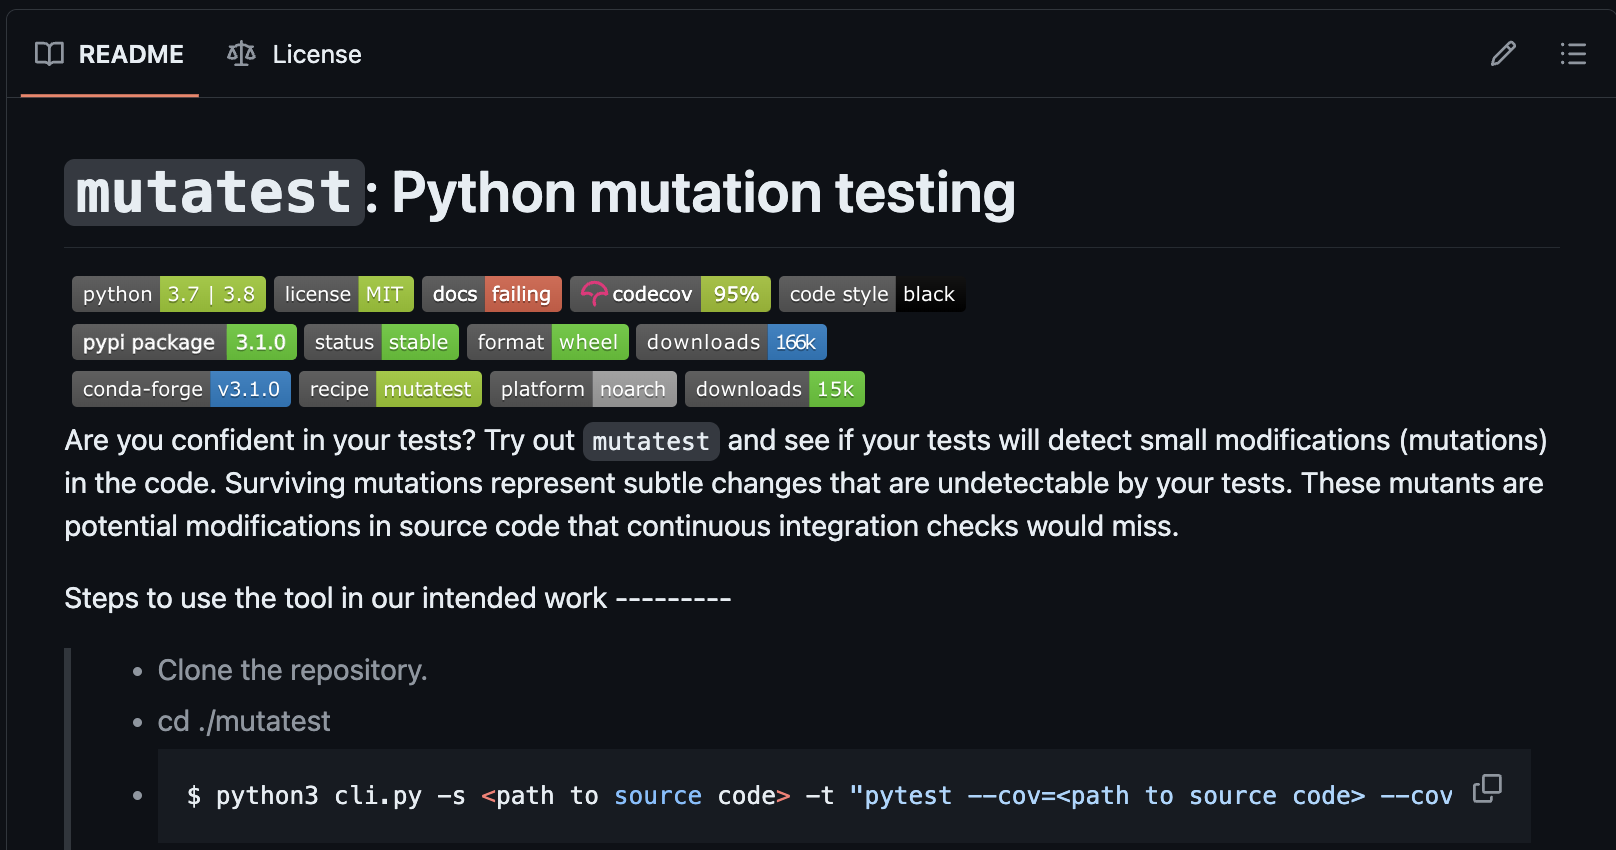 README License
mutatest: Python mutation testing
python 3.7 | 3.8 license MIT docs failing codecov 95% code style black
pypi package 3.1.0 status stable format wheel downloads 166k
conda-forge v3.1.0 recipe mutatest platform noarch downloads 15k
Are you confident in your tests? Try out mutatest and see if your tests will detect small modifications (mutations)
in the code. Surviving mutations represent subtle changes that are undetectable by your tests. These mutants are
potential modifications in source code that continuous integration checks would miss.
Steps to use the tool in our intended work ---------
• Clone the repository.
• cd ./mutatest
• $ python3 cli.py -s <path to source code> -t "pytest --cov=<path to source code> --cov